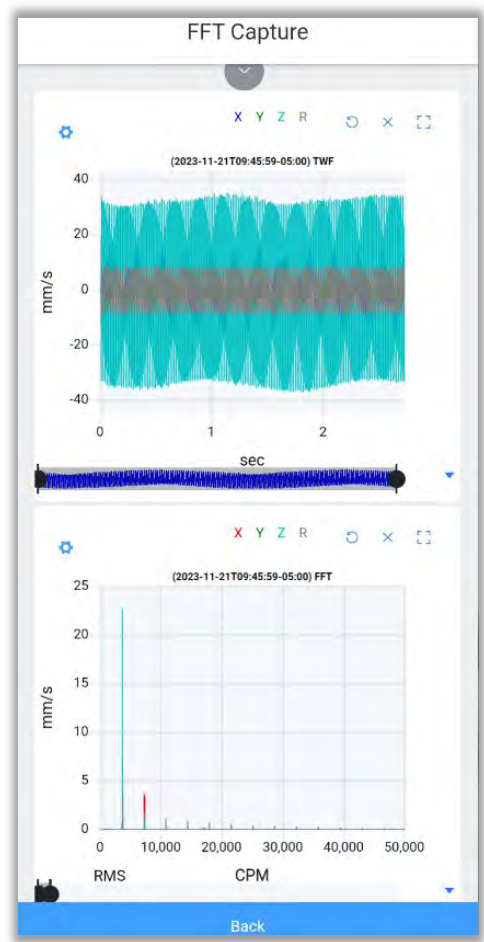 FFT Capture
X Y Z R
(2023-11-21T09:45:59-05:00) TWF
40
20
0
-20
-40
mm/s
0 1 2
sec
X Y Z R
(2023-11-21T09:45:59-05:00) FFT
25
20
15
10
5
0
mm/s
0 10,000 20,000 30,000 40,000 50,000
RMS CPM
Back